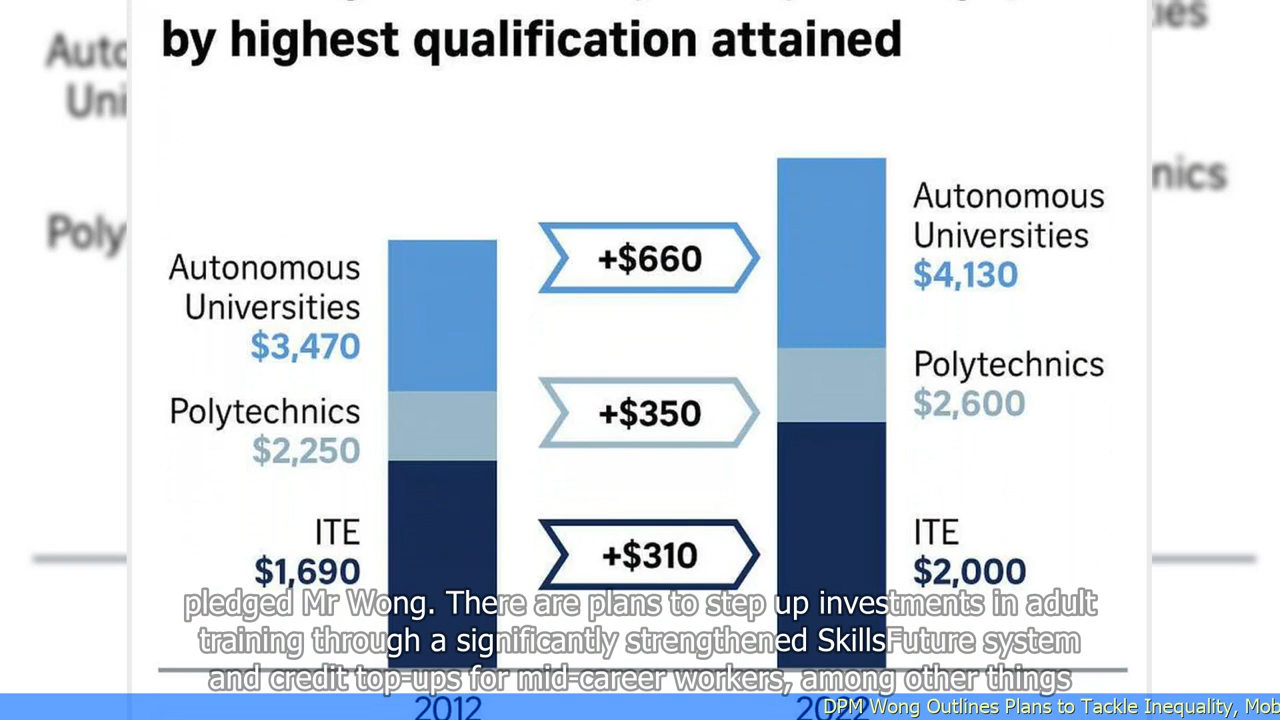 by highest qualification attained
Autonomous
Universities
$3,470
Polytechnics
$2,250
ITE
$1,690
+$660
+$350
+$310
Autonomous
Universities
$4,130
Polytechnics
$2,600
ITE
$2,000
pledged Mr Wong. There are plans to step up investments in adult
training through a significantly strengthened SkillsFuture system
and credit top-ups for mid-career workers, among other things
2012
2022
DPM Wong Outlines Plans to Tackle Inequality, Mob